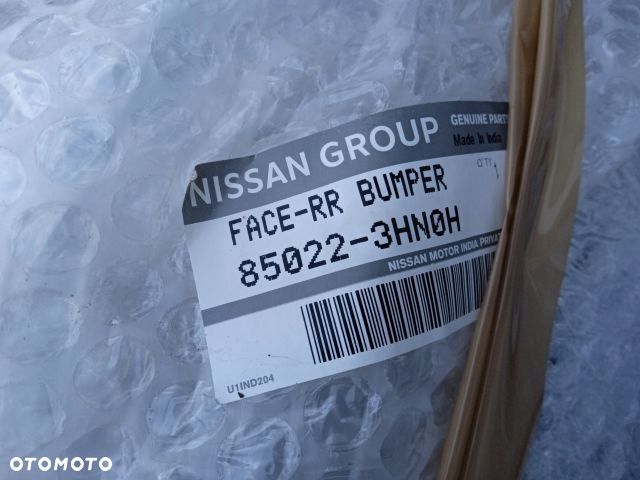 NISSAN GROUP
GENUINE PARTS
Made in India
FACE-RR BUMPER
Q'TY
1
85022-3HN0H
NISSAN MOTOR INDIA PRIVA
U1IND204
OTOMOTO